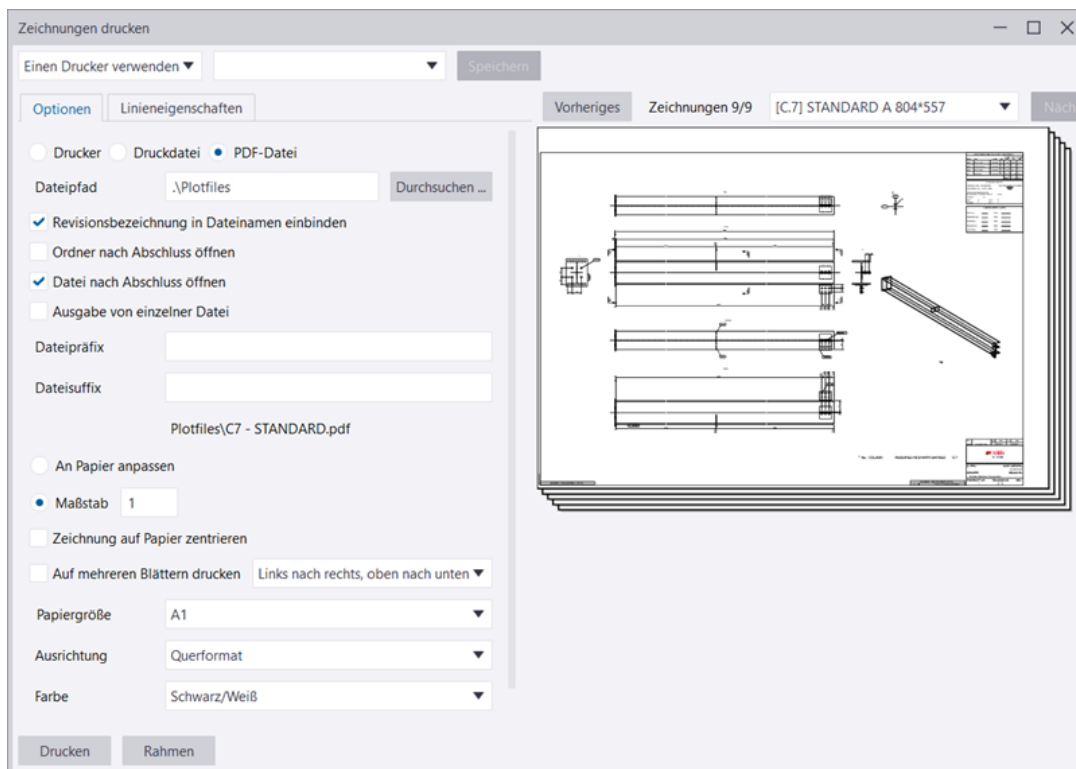 Zeichnungen drucken
Einen Drucker verwenden
Speichern
Optionen
Linieneigenschaften
Vorheriges
Zeichnungen 9/9
[C.7] STANDARD A 804*557
Drucker
Druckdatei
PDF-Datei
Dateipfad
.\Plotfiles
Durchsuchen ...
Revisionsbezeichnung in Dateinamen einbinden
Ordner nach Abschluss öffnen
Datei nach Abschluss öffnen
Ausgabe von einzelner Datei
Dateipräfix
Dateisuffix
Plotfiles\C7 - STANDARD.pdf
An Papier anpassen
Maßstab
1
Zeichnung auf Papier zentrieren
Auf mehreren Blättern drucken
Links nach rechts, oben nach unten
Papiergröße
A1
Ausrichtung
Querformat
Farbe
Schwarz/Weiß
Drucken
Rahmen